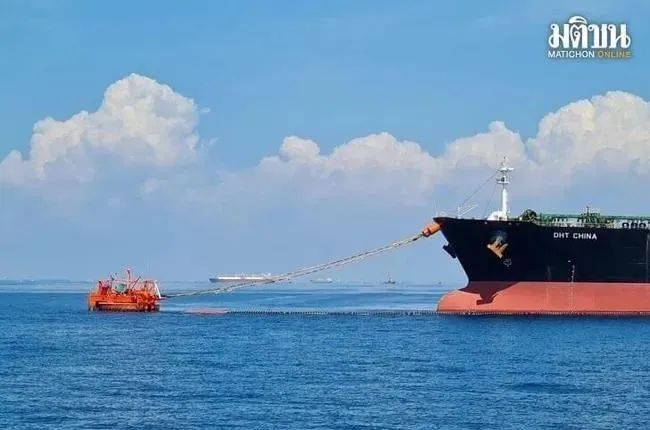 มติชน
MATICHON ONLINE
DHT CHINA